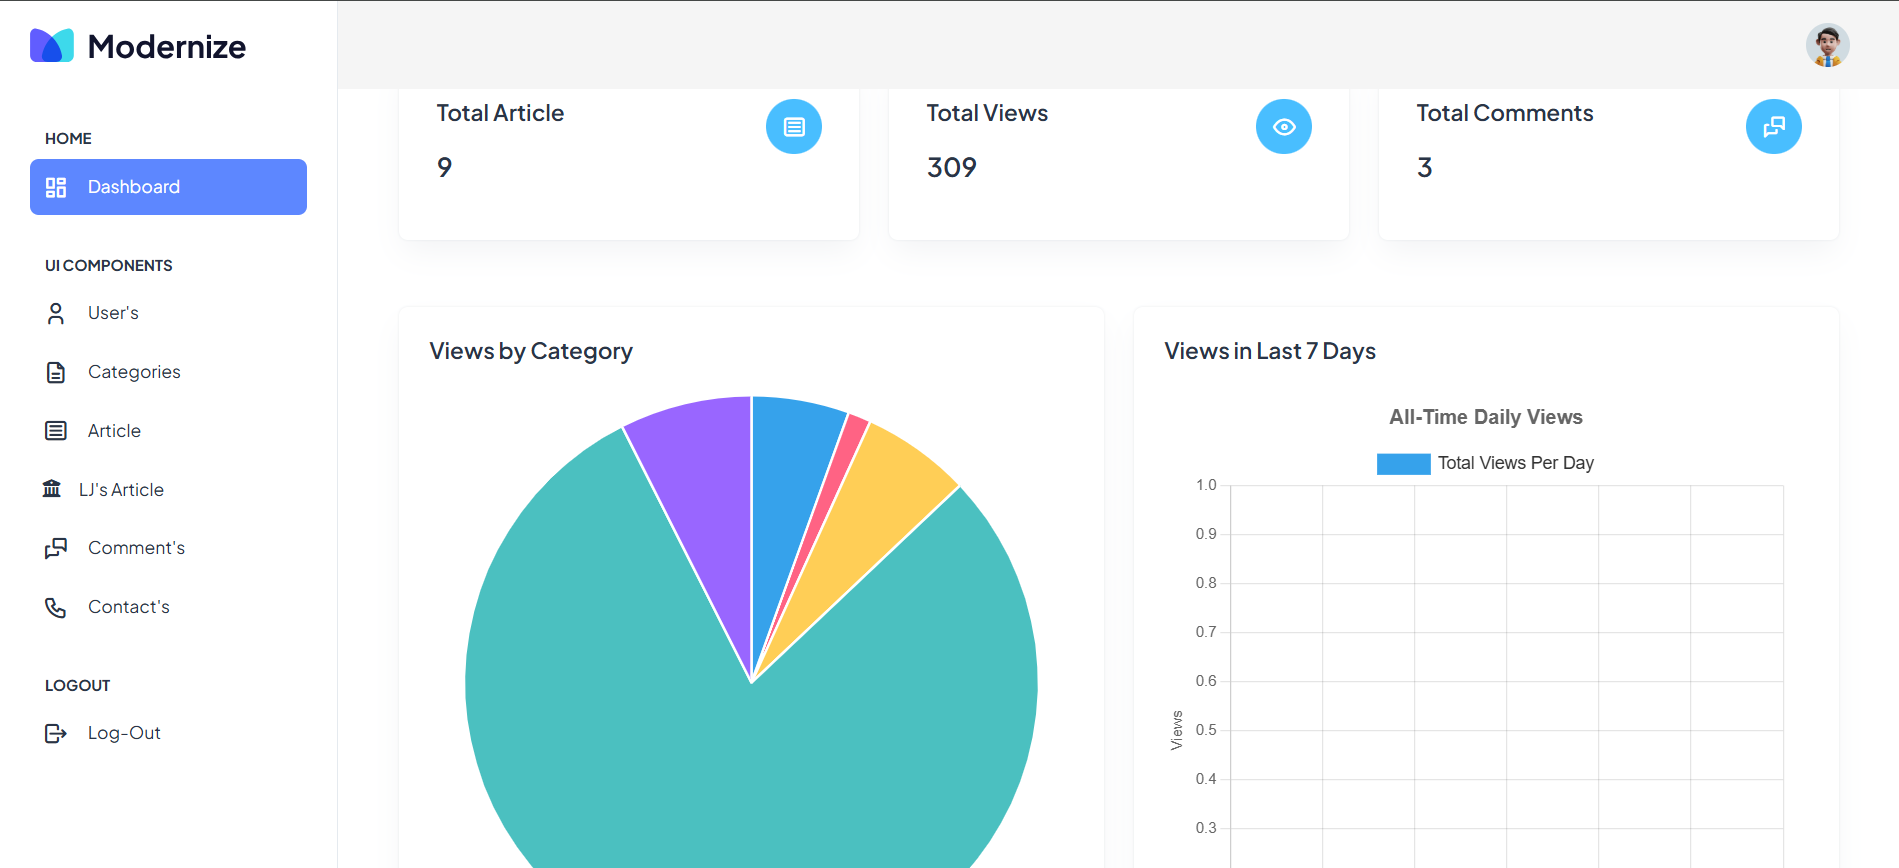 Modernize
HOME
Dashboard
UI COMPONENTS
User's
Categories
Article
LJ's Article
Comment's
Contact's
LOGOUT
Log-Out
Total Article
9
Total Views
309
Total Comments
3
Views by Category
Views in Last 7 Days
All-Time Daily Views
Total Views Per Day
1.0
0.9
0.8
0.7
0.6
0.5
0.4
0.3
Views